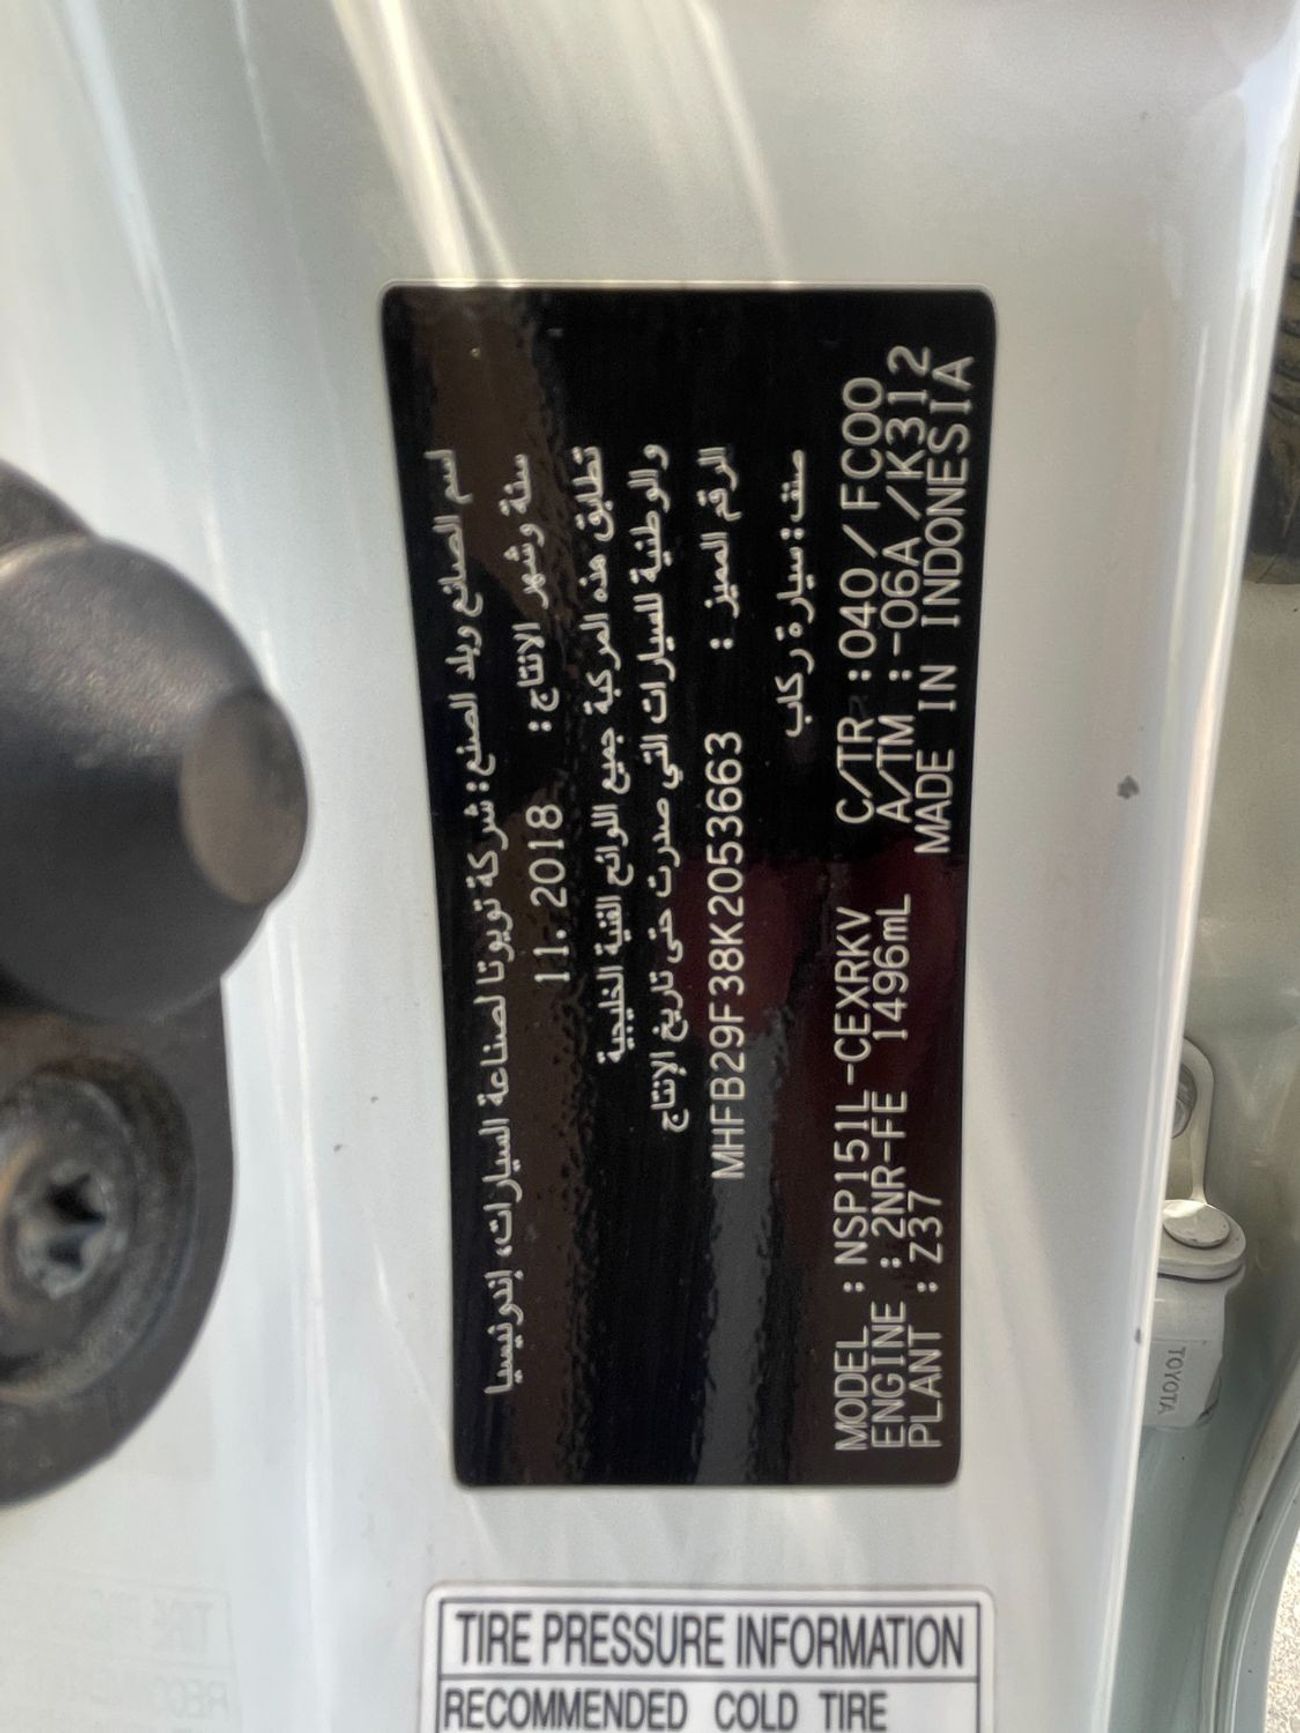 اسم الصانع وبلد الصنع: شركة تويوتا لصناعة السيارات، إندونيسيا
سنة وشهر الانتاج: 11.2018
تطابق هذه المركبة جميع اللوائح الفنية الخليجية
والوطنية للسيارات التي صدرت حتى تاريخ الإنتاج
الرقم المميز : MHFB29F38K2053663
صنف: سيارة ركاب
MODEL : NSP151L-CEXRKV C/TR : 040/FC00
ENGINE : 2NR-FE 1496mL A/TM : -06A/K312
PLANT : Z37 MADE IN INDONESIA
TOYOTA
TIRE PRESSURE INFORMATION
RECOMMENDED COLD TIRE